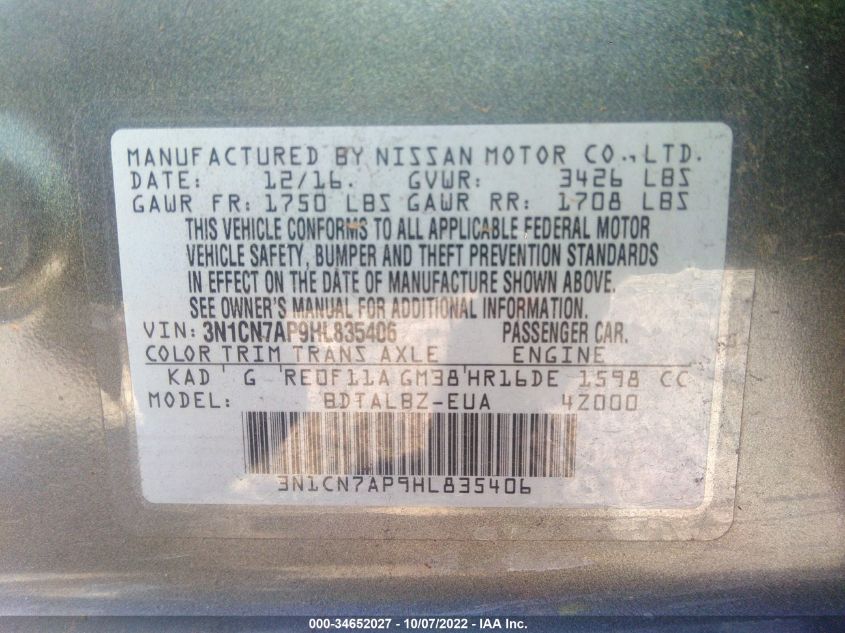 MANUFACTURED BY NISSAN MOTOR CO., LTD.
DATE: 12/16. GVWR: 3426 LBS
GAWR FR: 1750 LBS GAWR RR: 1708 LBS
THIS VEHICLE CONFORMS TO ALL APPLICABLE FEDERAL MOTOR
VEHICLE SAFETY, BUMPER AND THEFT PREVENTION STANDARDS
IN EFFECT ON THE DATE OF MANUFACTURE SHOWN ABOVE.
SEE OWNER'S MANUAL FOR ADDITIONAL INFORMATION.
VIN: 3N1CN7AP9HL835406 PASSENGER CAR.
COLOR TRIM TRANS AXLE ENGINE
KAD G RE0F11A GM38 HR16DE 1598 CC
MODEL: BDTALBZ-EUA 4Z000
3N1CN7AP9HL835406
000-34652027 - 10/07/2022 - IAA Inc.